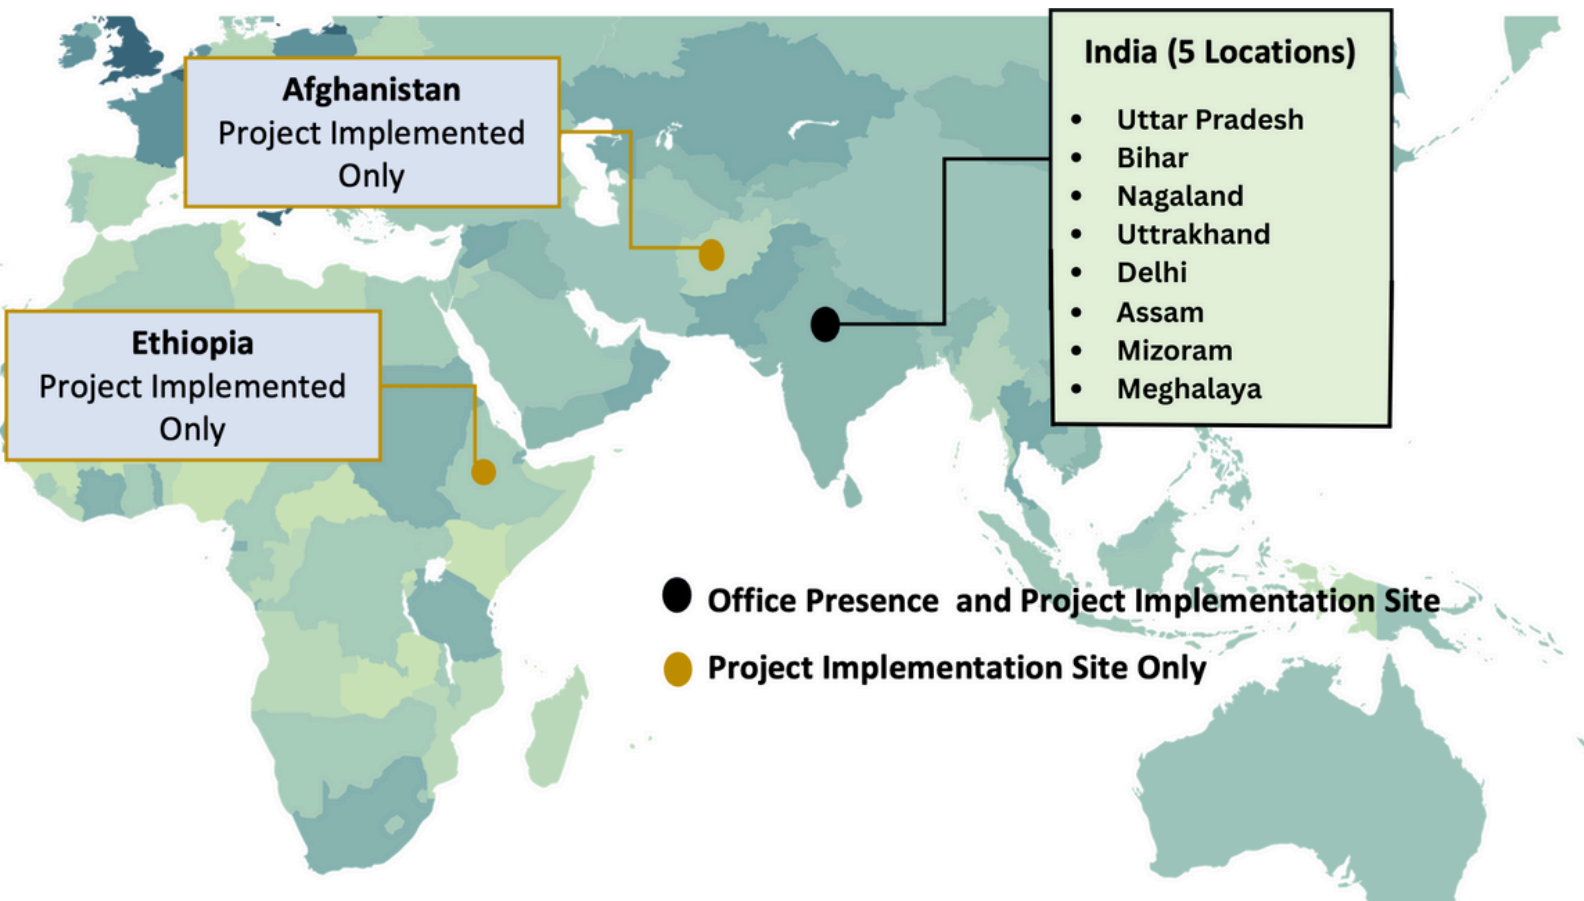 Afghanistan
Project Implemented
Only
Ethiopia
Project Implemented
Only
India (5 Locations)
• Uttar Pradesh
• Bihar
• Nagaland
• Uttrakhand
• Delhi
• Assam
• Mizoram
• Meghalaya
Office Presence and Project Implementation Site
Project Implementation Site Only